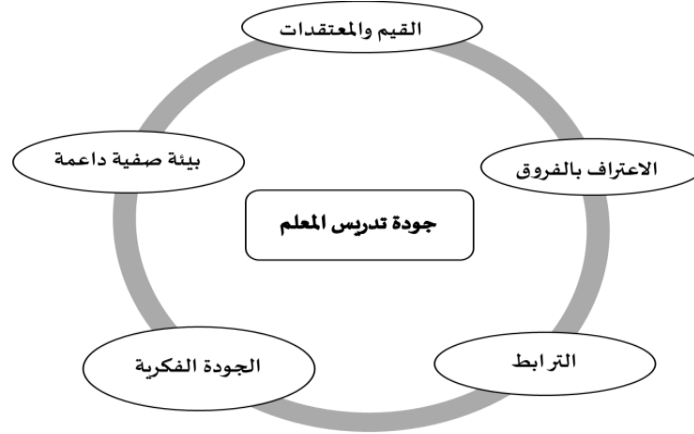 القيم والمعتقدات
بيئة صفية داعمة
الاعتراف بالفروق
جودة تدريس المعلم
الترابط
الجودة الفكرية